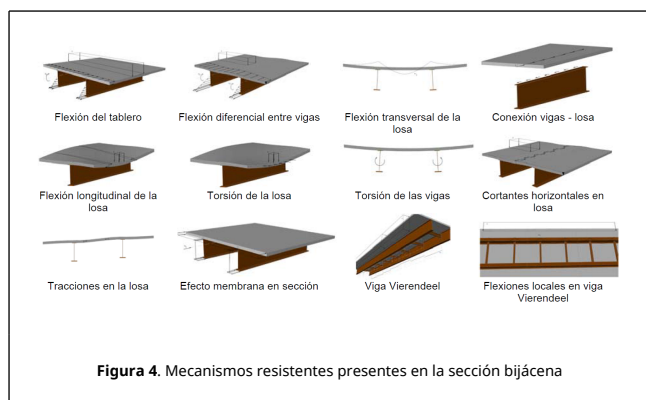 Flexión del tablero
Flexión diferencial entre vigas
Flexión transversal de la
losa
Conexión vigas - losa
Flexión longitudinal de la
losa
Torsión de la losa
Torsión de las vigas
Cortantes horizontales en
losa
Tracciones en la losa
Efecto membrana en sección
Viga Vierendeel
Flexiones locales en viga
Vierendeel
Figura 4. Mecanismos resistentes presentes en la sección bijácena